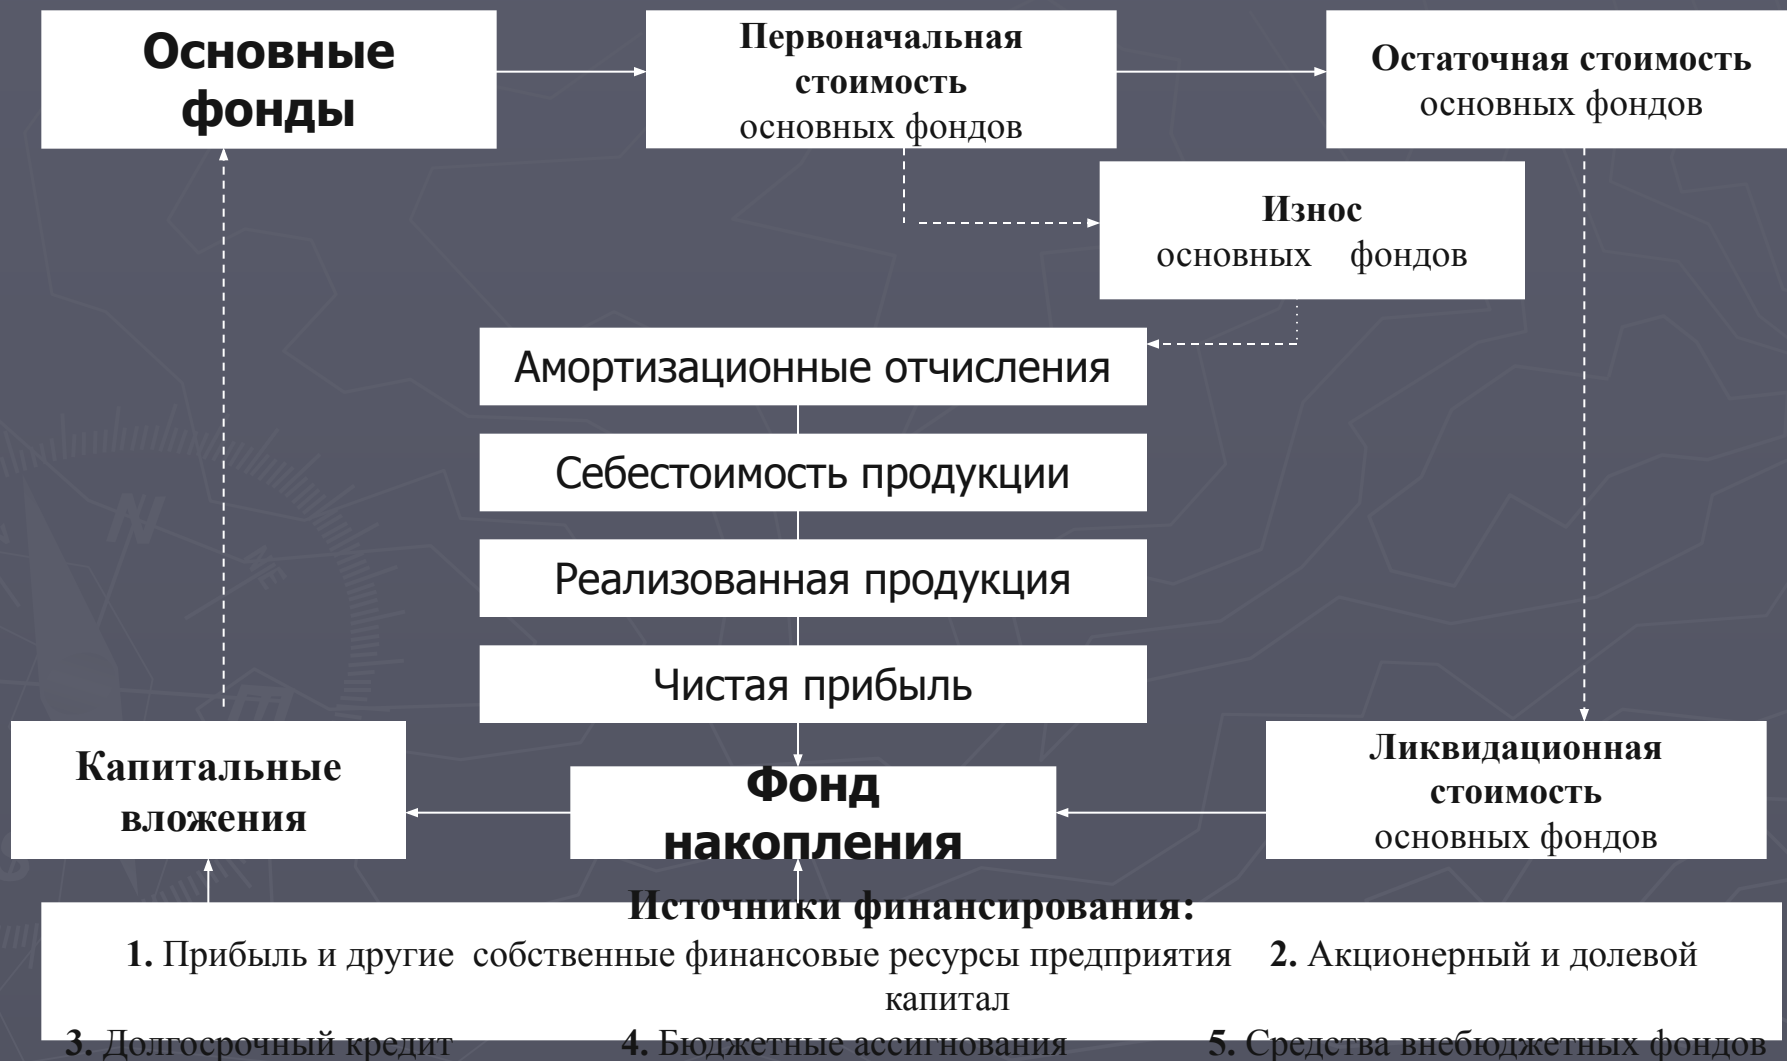 Основные
фонды
Первоначальная
стоимость
основных фондов
Остаточная стоимость
основных фондов
Износ
основных фондов
Амортизационные отчисления
Себестоимость продукции
Реализованная продукция
Чистая прибыль
Капитальные
вложения
Фонд
накопления
Ликвидационная
стоимость
основных фондов
Источники финансирования:
1. Прибыль и другие собственные финансовые ресурсы предприятия 2. Акционерный и долевой
капитал
3. Долгосрочный кредит 4. Бюджетные ассигнования 5. Средства внебюджетных фондов
N
NE
E
S